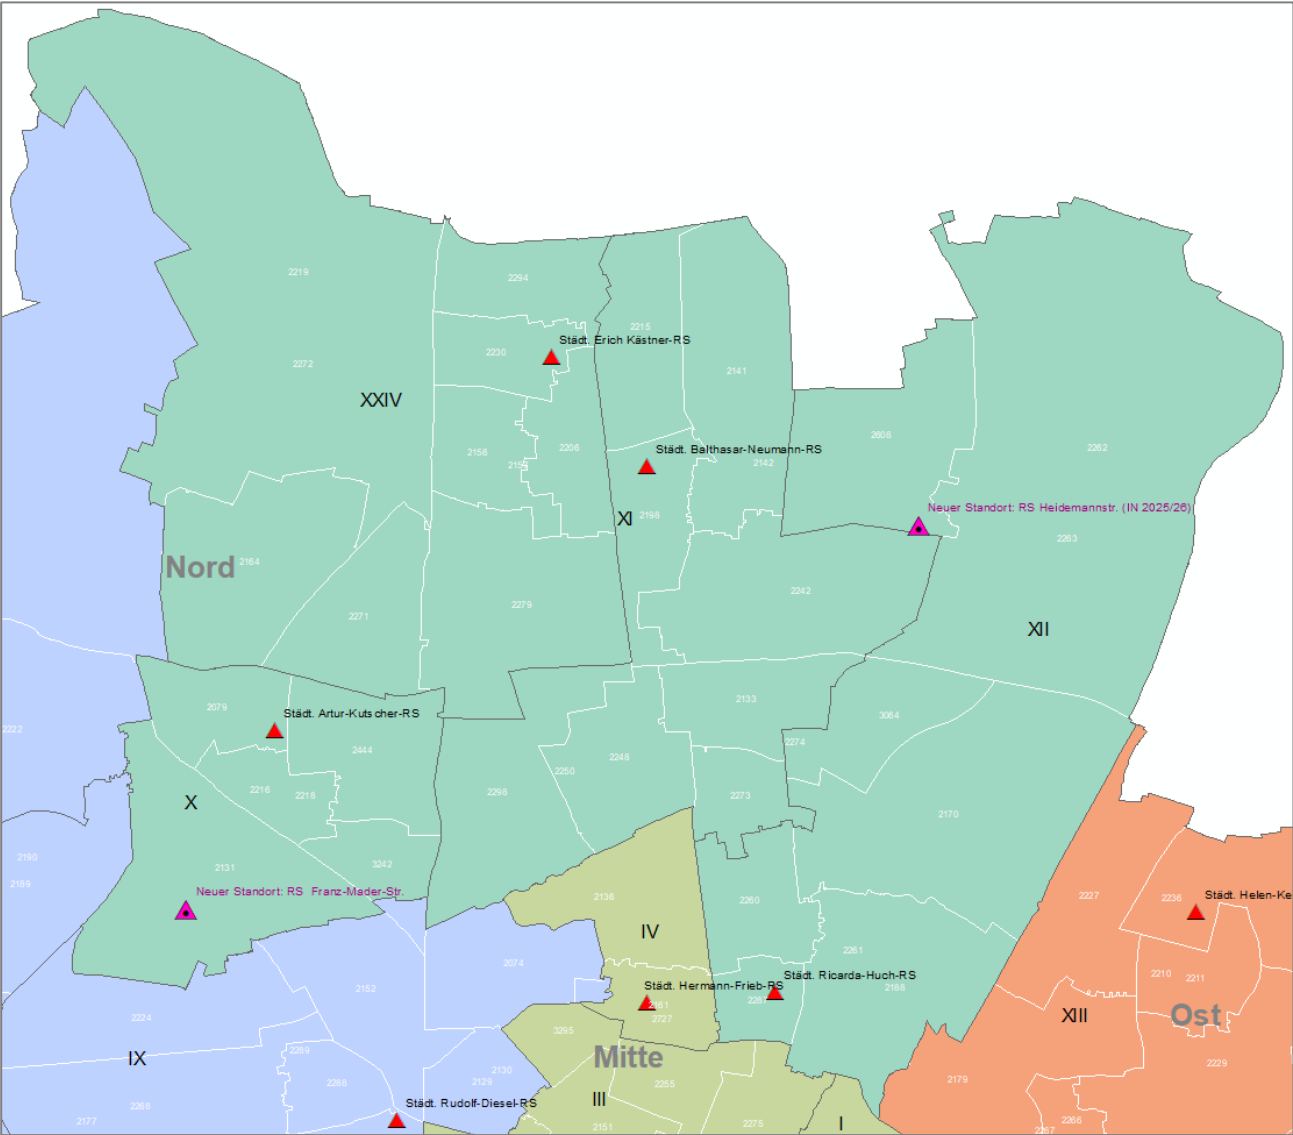 2219
2294
2215
Städt. Erich Kästner-RS
2230
2272
2141
XXIV
2606
2206
2262
Städt. Balthasar-Neumann-RS
2156
2142
Neuer Standort: RS Heidemannstr. (IN 2025/26)
XI
2198
2263
Nord
2164
2242
2279
2271
XII
2133
2079
Städt. Artur-Kutscher-RS
3064
2222
2274
2444
2248
2250
2216
2218
2298
2273
X
2170
2190
2131
3242
2189
Neuer Standort: RS Franz-Mader-Str.
2227
2236
Städt. Helen-Ke
2136
2260
IV
2261
2074
Städt. Ricarda-Huch-RS
2210
2211
2152
Städt. Hermann-Frieb-RS
2188
2224
2727
XIII
Ost
3295
IX
Mitte
2289
2229
2130
2268
2129
2255
2179
III
Städt. Rudolf-Diesel-RS
2266
2177
2151
2275
I
2266
2267